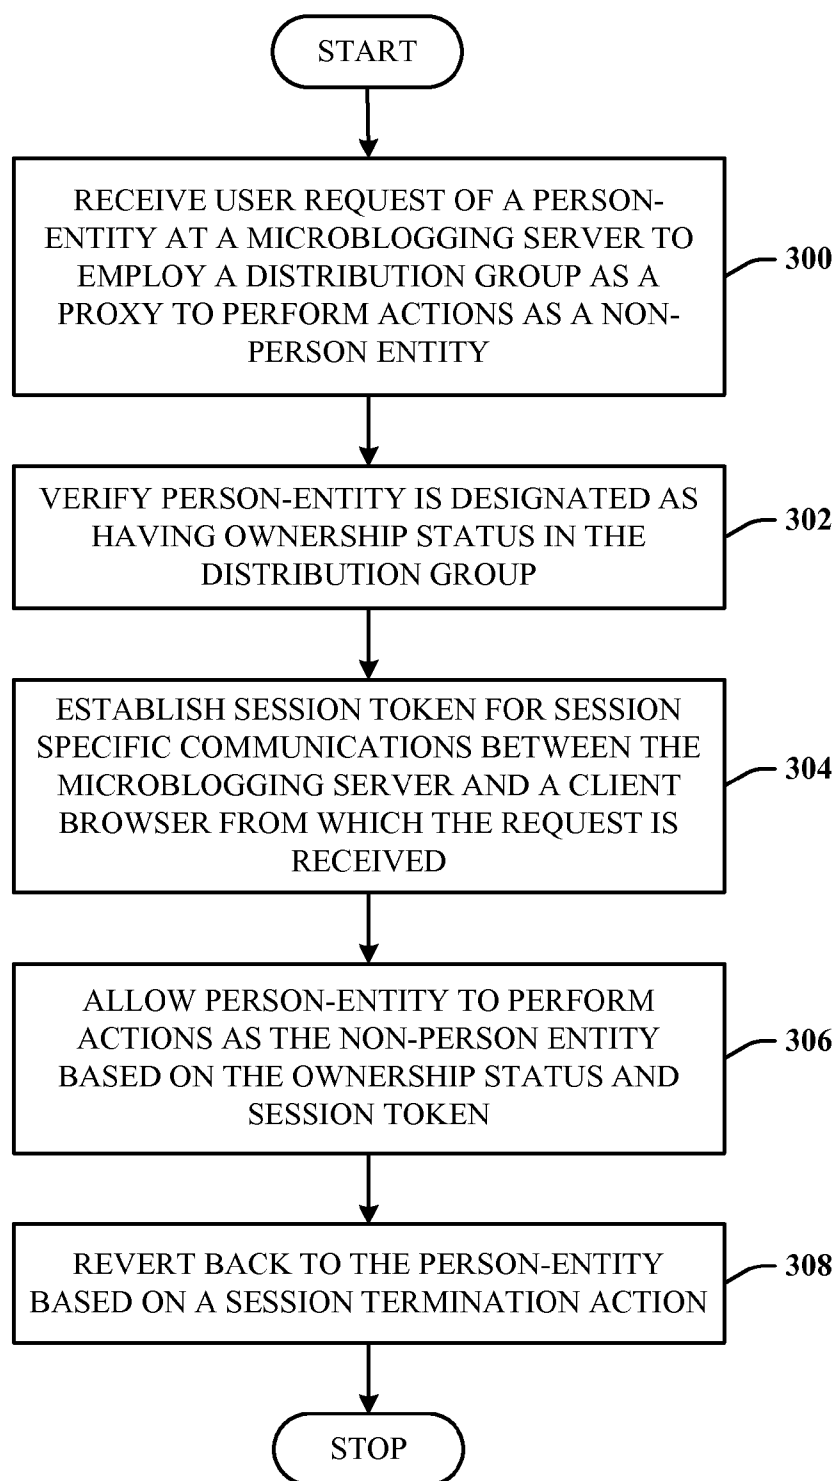 START
RECEIVE USER REQUEST OF A PERSON-
ENTITY AT A MICROBLOGGING SERVER TO
EMPLOY A DISTRIBUTION GROUP AS A
PROXY TO PERFORM ACTIONS AS A NON-
PERSON ENTITY
300
VERIFY PERSON-ENTITY IS DESIGNATED AS
HAVING OWNERSHIP STATUS IN THE
DISTRIBUTION GROUP
302
ESTABLISH SESSION TOKEN FOR SESSION
SPECIFIC COMMUNICATIONS BETWEEN THE
MICROBLOGGING SERVER AND A CLIENT
BROWSER FROM WHICH THE REQUEST IS
RECEIVED
304
ALLOW PERSON-ENTITY TO PERFORM
ACTIONS AS THE NON-PERSON ENTITY
BASED ON THE OWNERSHIP STATUS AND
SESSION TOKEN
306
REVERT BACK TO THE PERSON-ENTITY
BASED ON A SESSION TERMINATION ACTION
308
STOP